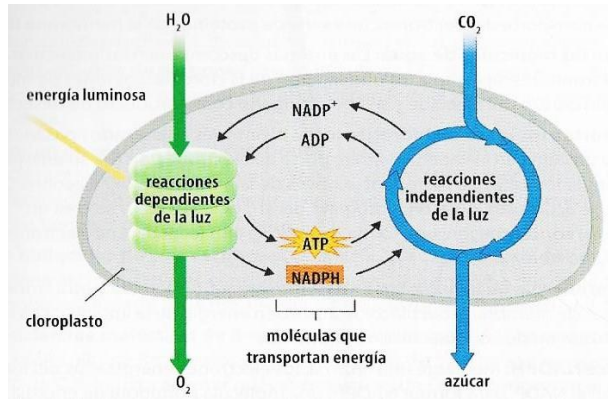 H₂O
CO₂
energía luminosa
NADP⁺
ADP
reacciones
dependientes
de la luz
reacciones
independientes
de la luz
ATP
NADPH
cloroplasto
moléculas que
transportan energía
O₂
azúcar